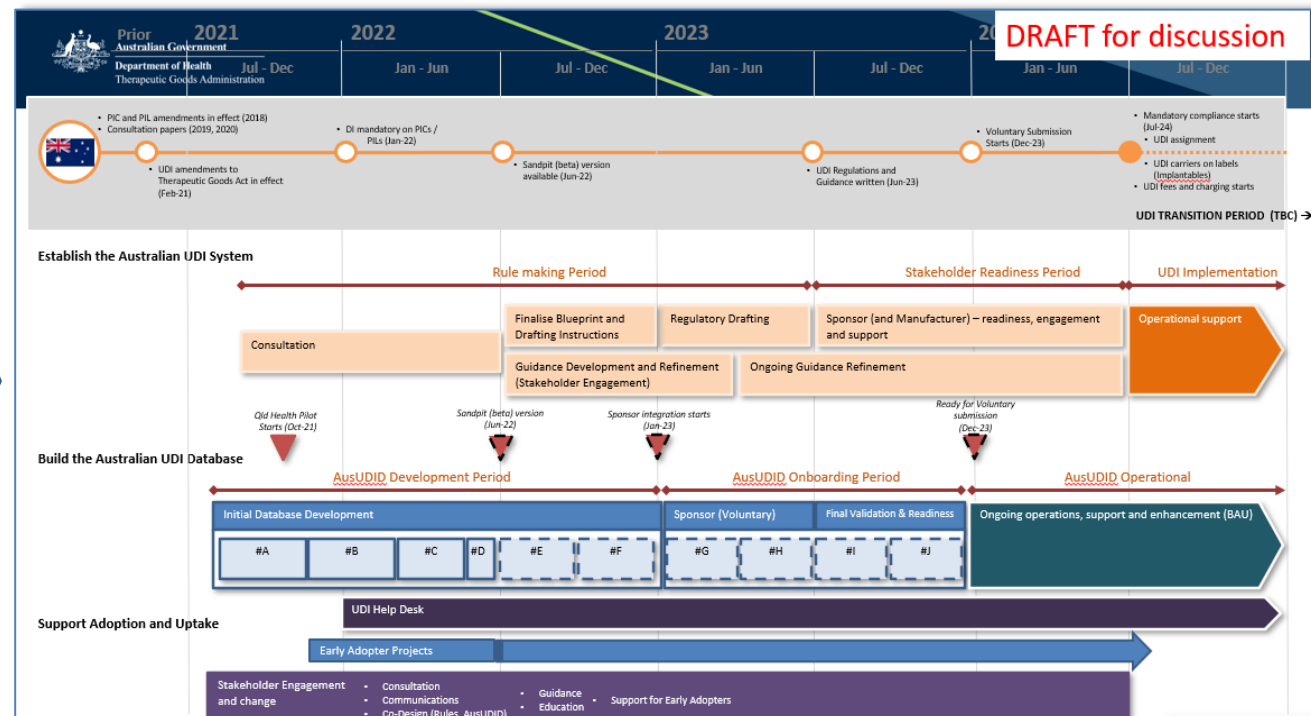 Prior
2021
2022
2023
20
DRAFT for discussion
Australian Government
Department of Health
Therapeutic Goods Administration
Jul - Dec
Jan - Jun
Jul - Dec
Jan - Jun
Jul - Dec
Jan - Jun
Jul - Dec
• PIC and PIL amendments in effect (2018)
• Consultation papers (2019, 2020)
• UDI amendments to
Therapeutic Goods Act in effect
(Feb-21)
• DI mandatory on PICs /
PILs (Jan-22)
• Sandpit (beta) version
available (Jun-22)
• UDI Regulations and
Guidance written (Jun-23)
• Voluntary Submission
Starts (Dec-23)
• Mandatory compliance starts
(Jul-24)
• UDI assignment
• UDI carriers on labels
(Implantables)
• UDI fees and charging starts
UDI TRANSITION PERIOD (TBC) →
Establish the Australian UDI System
Rule making Period
Stakeholder Readiness Period
UDI Implementation
Consultation
Finalise Blueprint and
Drafting Instructions
Regulatory Drafting
Sponsor (and Manufacturer) – readiness, engagement
and support
Operational support
Guidance Development and Refinement
(Stakeholder Engagement)
Ongoing Guidance Refinement
Qld Health Pilot
Starts (Oct-21)
Sandpit (beta) version
(Jun-22)
Sponsor integration starts
(Jan-23)
Ready for Voluntary
submission
(Dec-23)
Build the Australian UDI Database
AusUDID Development Period
AusUDID Onboarding Period
AusUDID Operational
Initial Database Development
Sponsor (Voluntary)
Final Validation & Readiness
Ongoing operations, support and enhancement (BAU)
#A
#B
#C
#D
#E
#F
#G
#H
#I
#J
Support Adoption and Uptake
UDI Help Desk
Early Adopter Projects
Stakeholder Engagement
and change
• Consultation
• Communications
• Co-Design (Rules, AusUDID)
• Guidance
• Education
• Support for Early Adopters